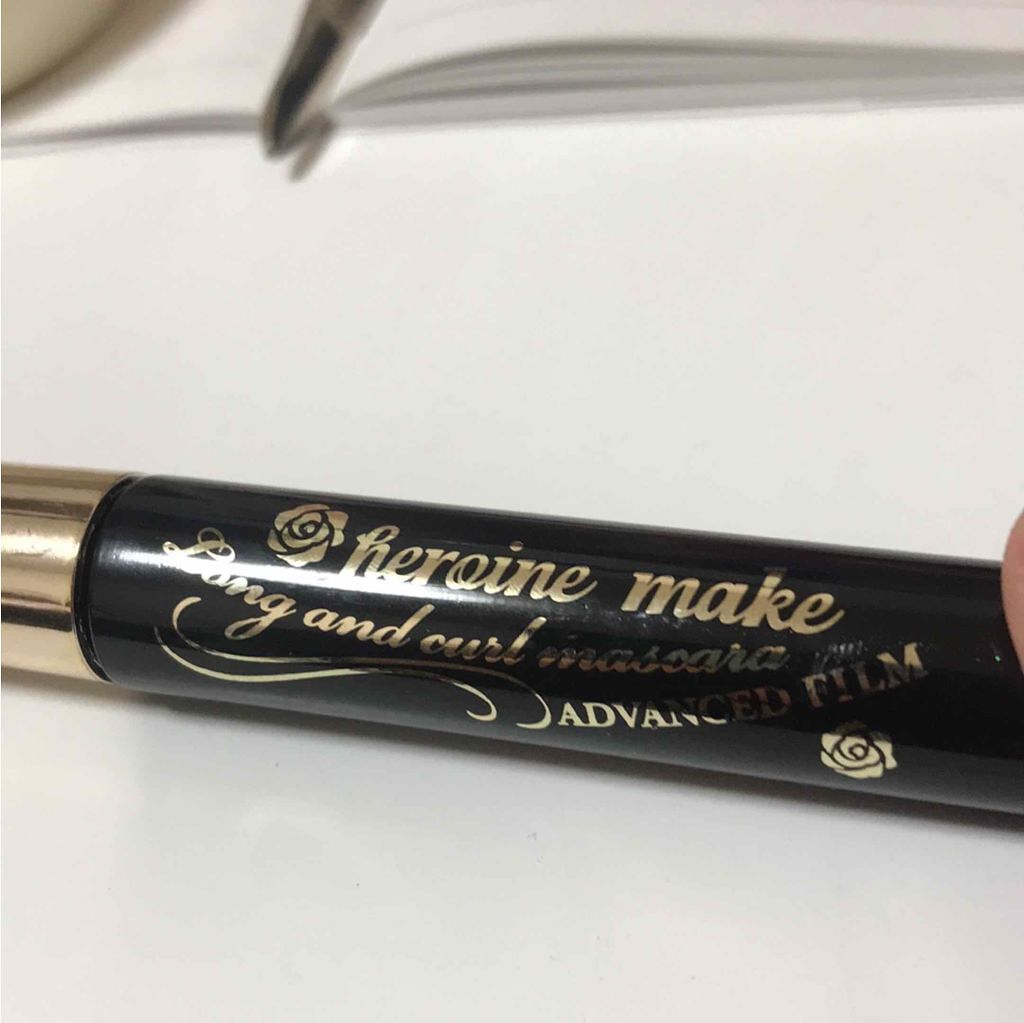 heroine make
Long and curl mascara
ADVANCED FILM